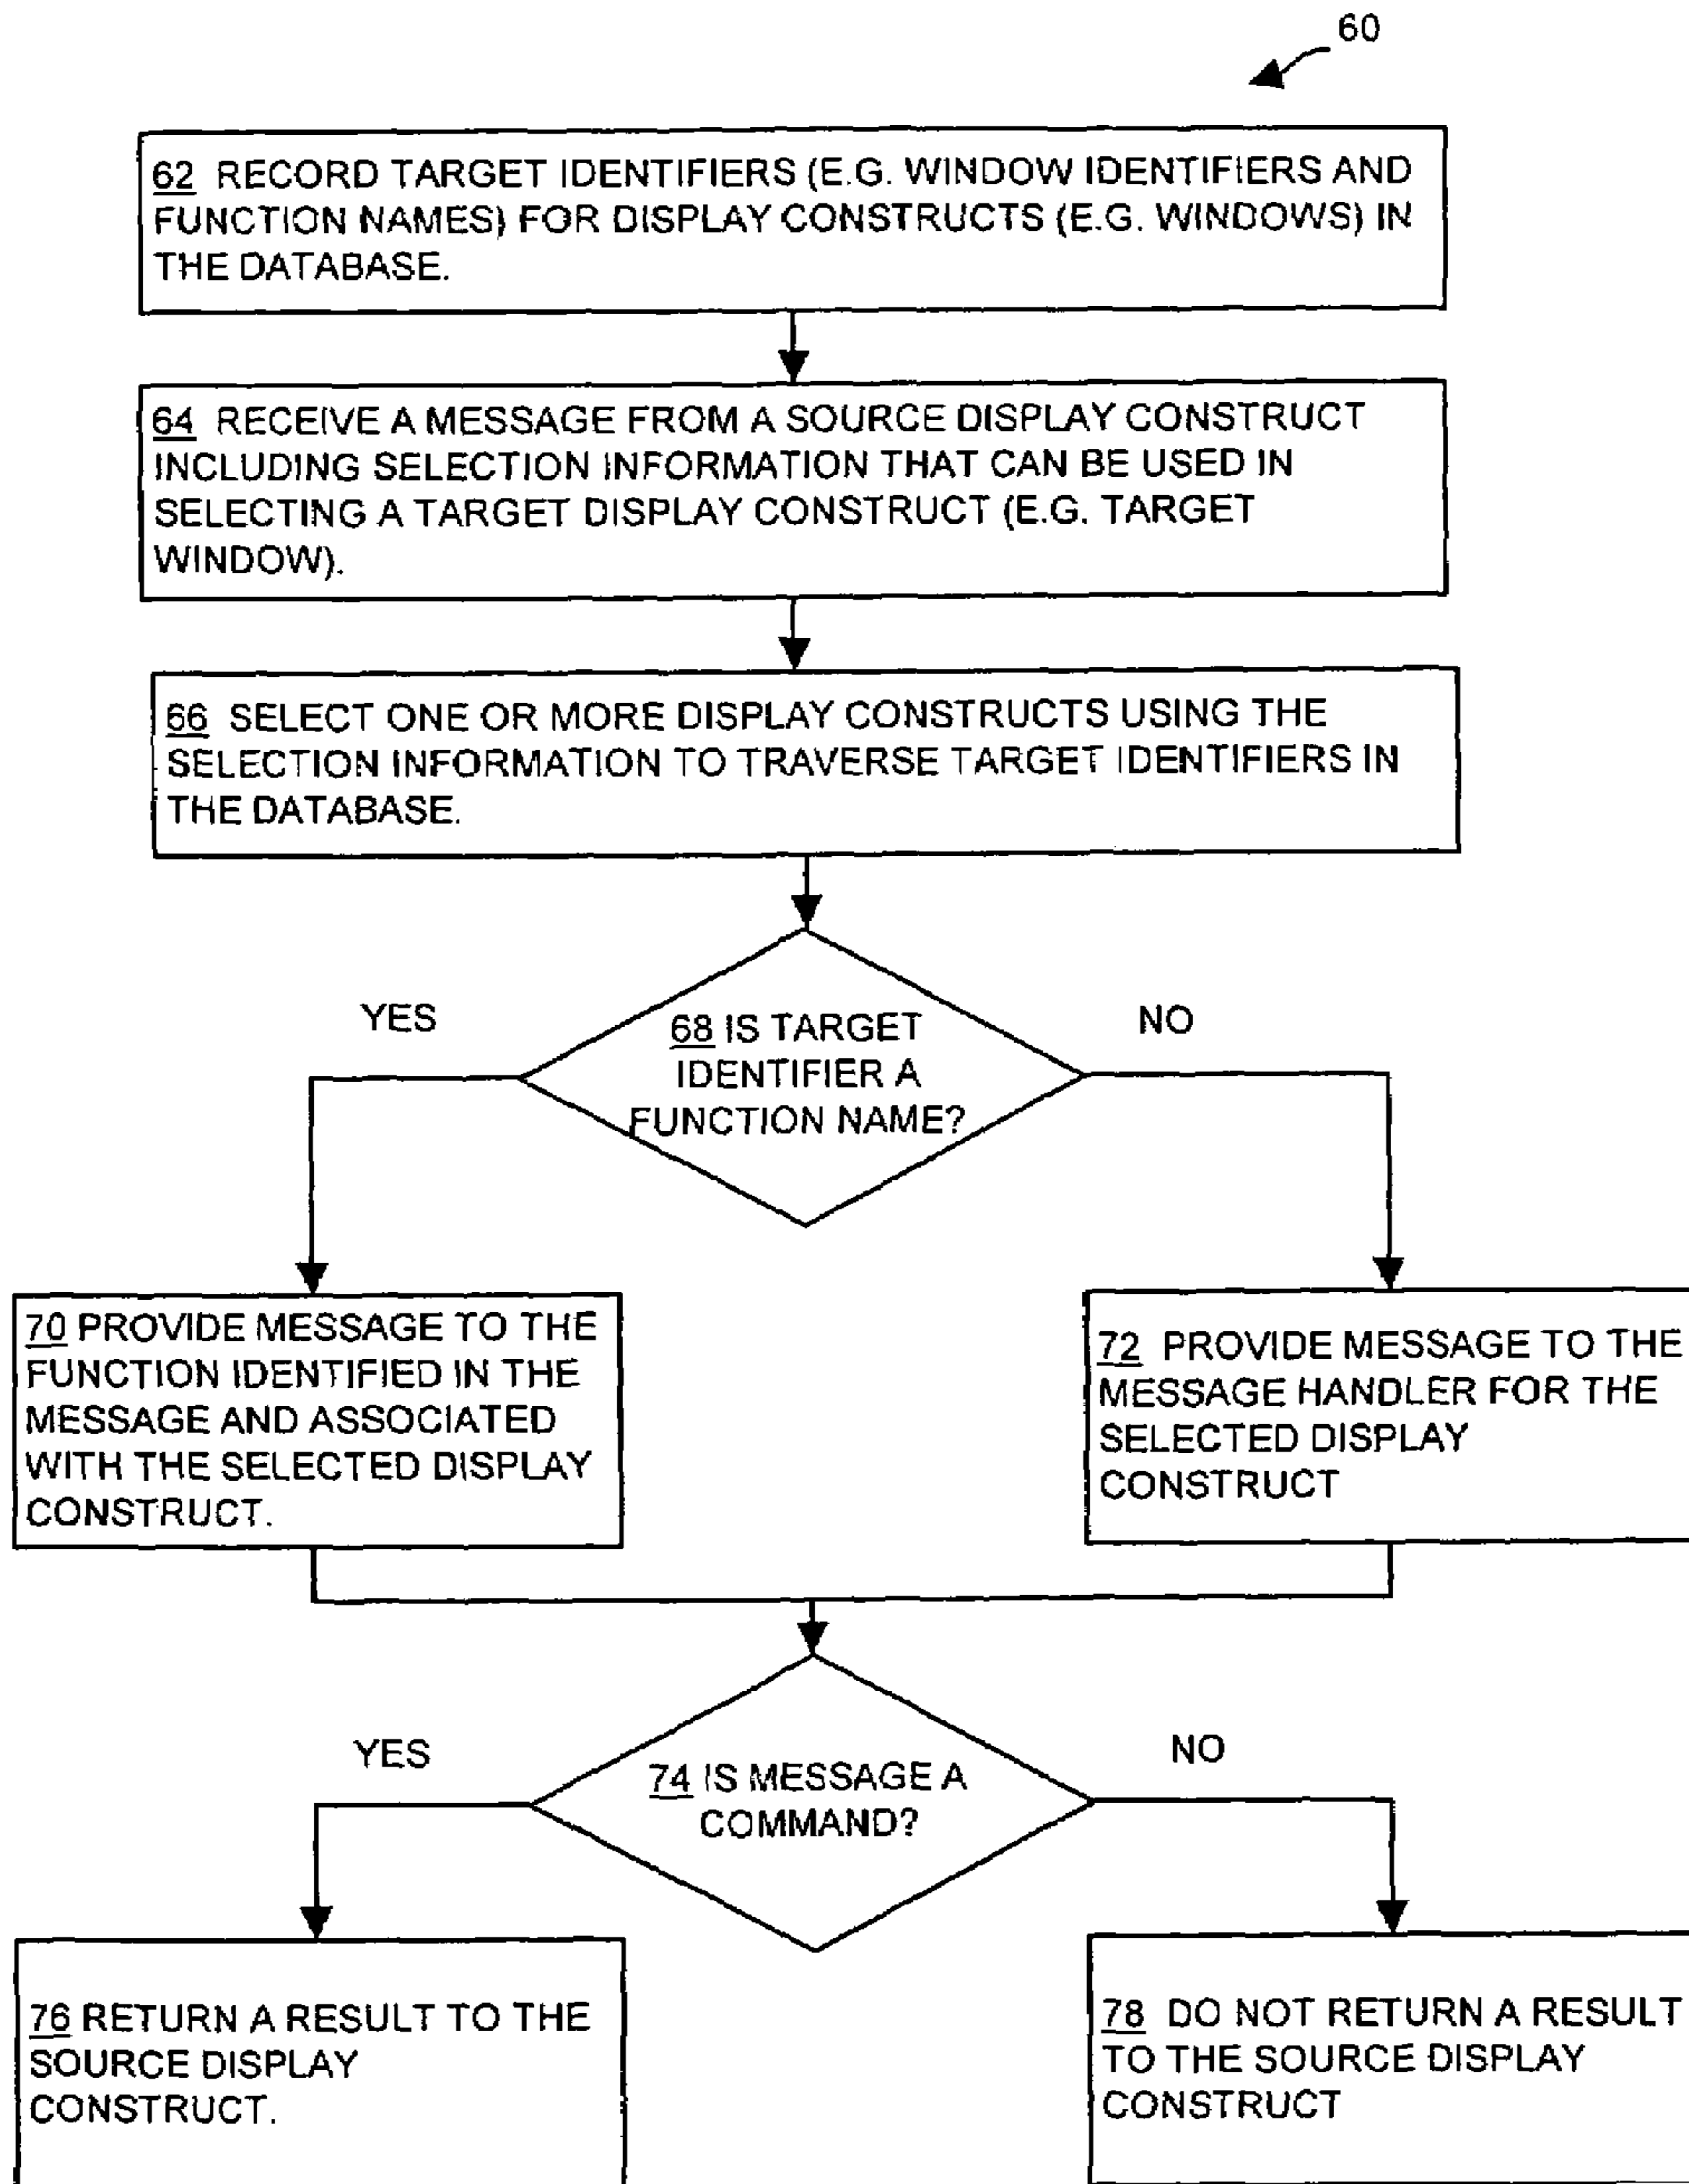 60
62 RECORD TARGET IDENTIFIERS (E.G. WINDOW IDENTIFIERS AND
FUNCTION NAMES) FOR DISPLAY CONSTRUCTS (E.G. WINDOWS) IN
THE DATABASE.
64 RECEIVE A MESSAGE FROM A SOURCE DISPLAY CONSTRUCT
INCLUDING SELECTION INFORMATION THAT CAN BE USED IN
SELECTING A TARGET DISPLAY CONSTRUCT (E.G. TARGET
WINDOW).
66 SELECT ONE OR MORE DISPLAY CONSTRUCTS USING THE
SELECTION INFORMATION TO TRAVERSE TARGET IDENTIFIERS IN
THE DATABASE.
YES
68 IS TARGET
IDENTIFIER A
FUNCTION NAME?
NO
70 PROVIDE MESSAGE TO THE
FUNCTION IDENTIFIED IN THE
MESSAGE AND ASSOCIATED
WITH THE SELECTED DISPLAY
CONSTRUCT.
72 PROVIDE MESSAGE TO THE
MESSAGE HANDLER FOR THE
SELECTED DISPLAY
CONSTRUCT
YES
74 IS MESSAGE A
COMMAND?
NO
76 RETURN A RESULT TO THE
SOURCE DISPLAY
CONSTRUCT.
78 DO NOT RETURN A RESULT
TO THE SOURCE DISPLAY
CONSTRUCT